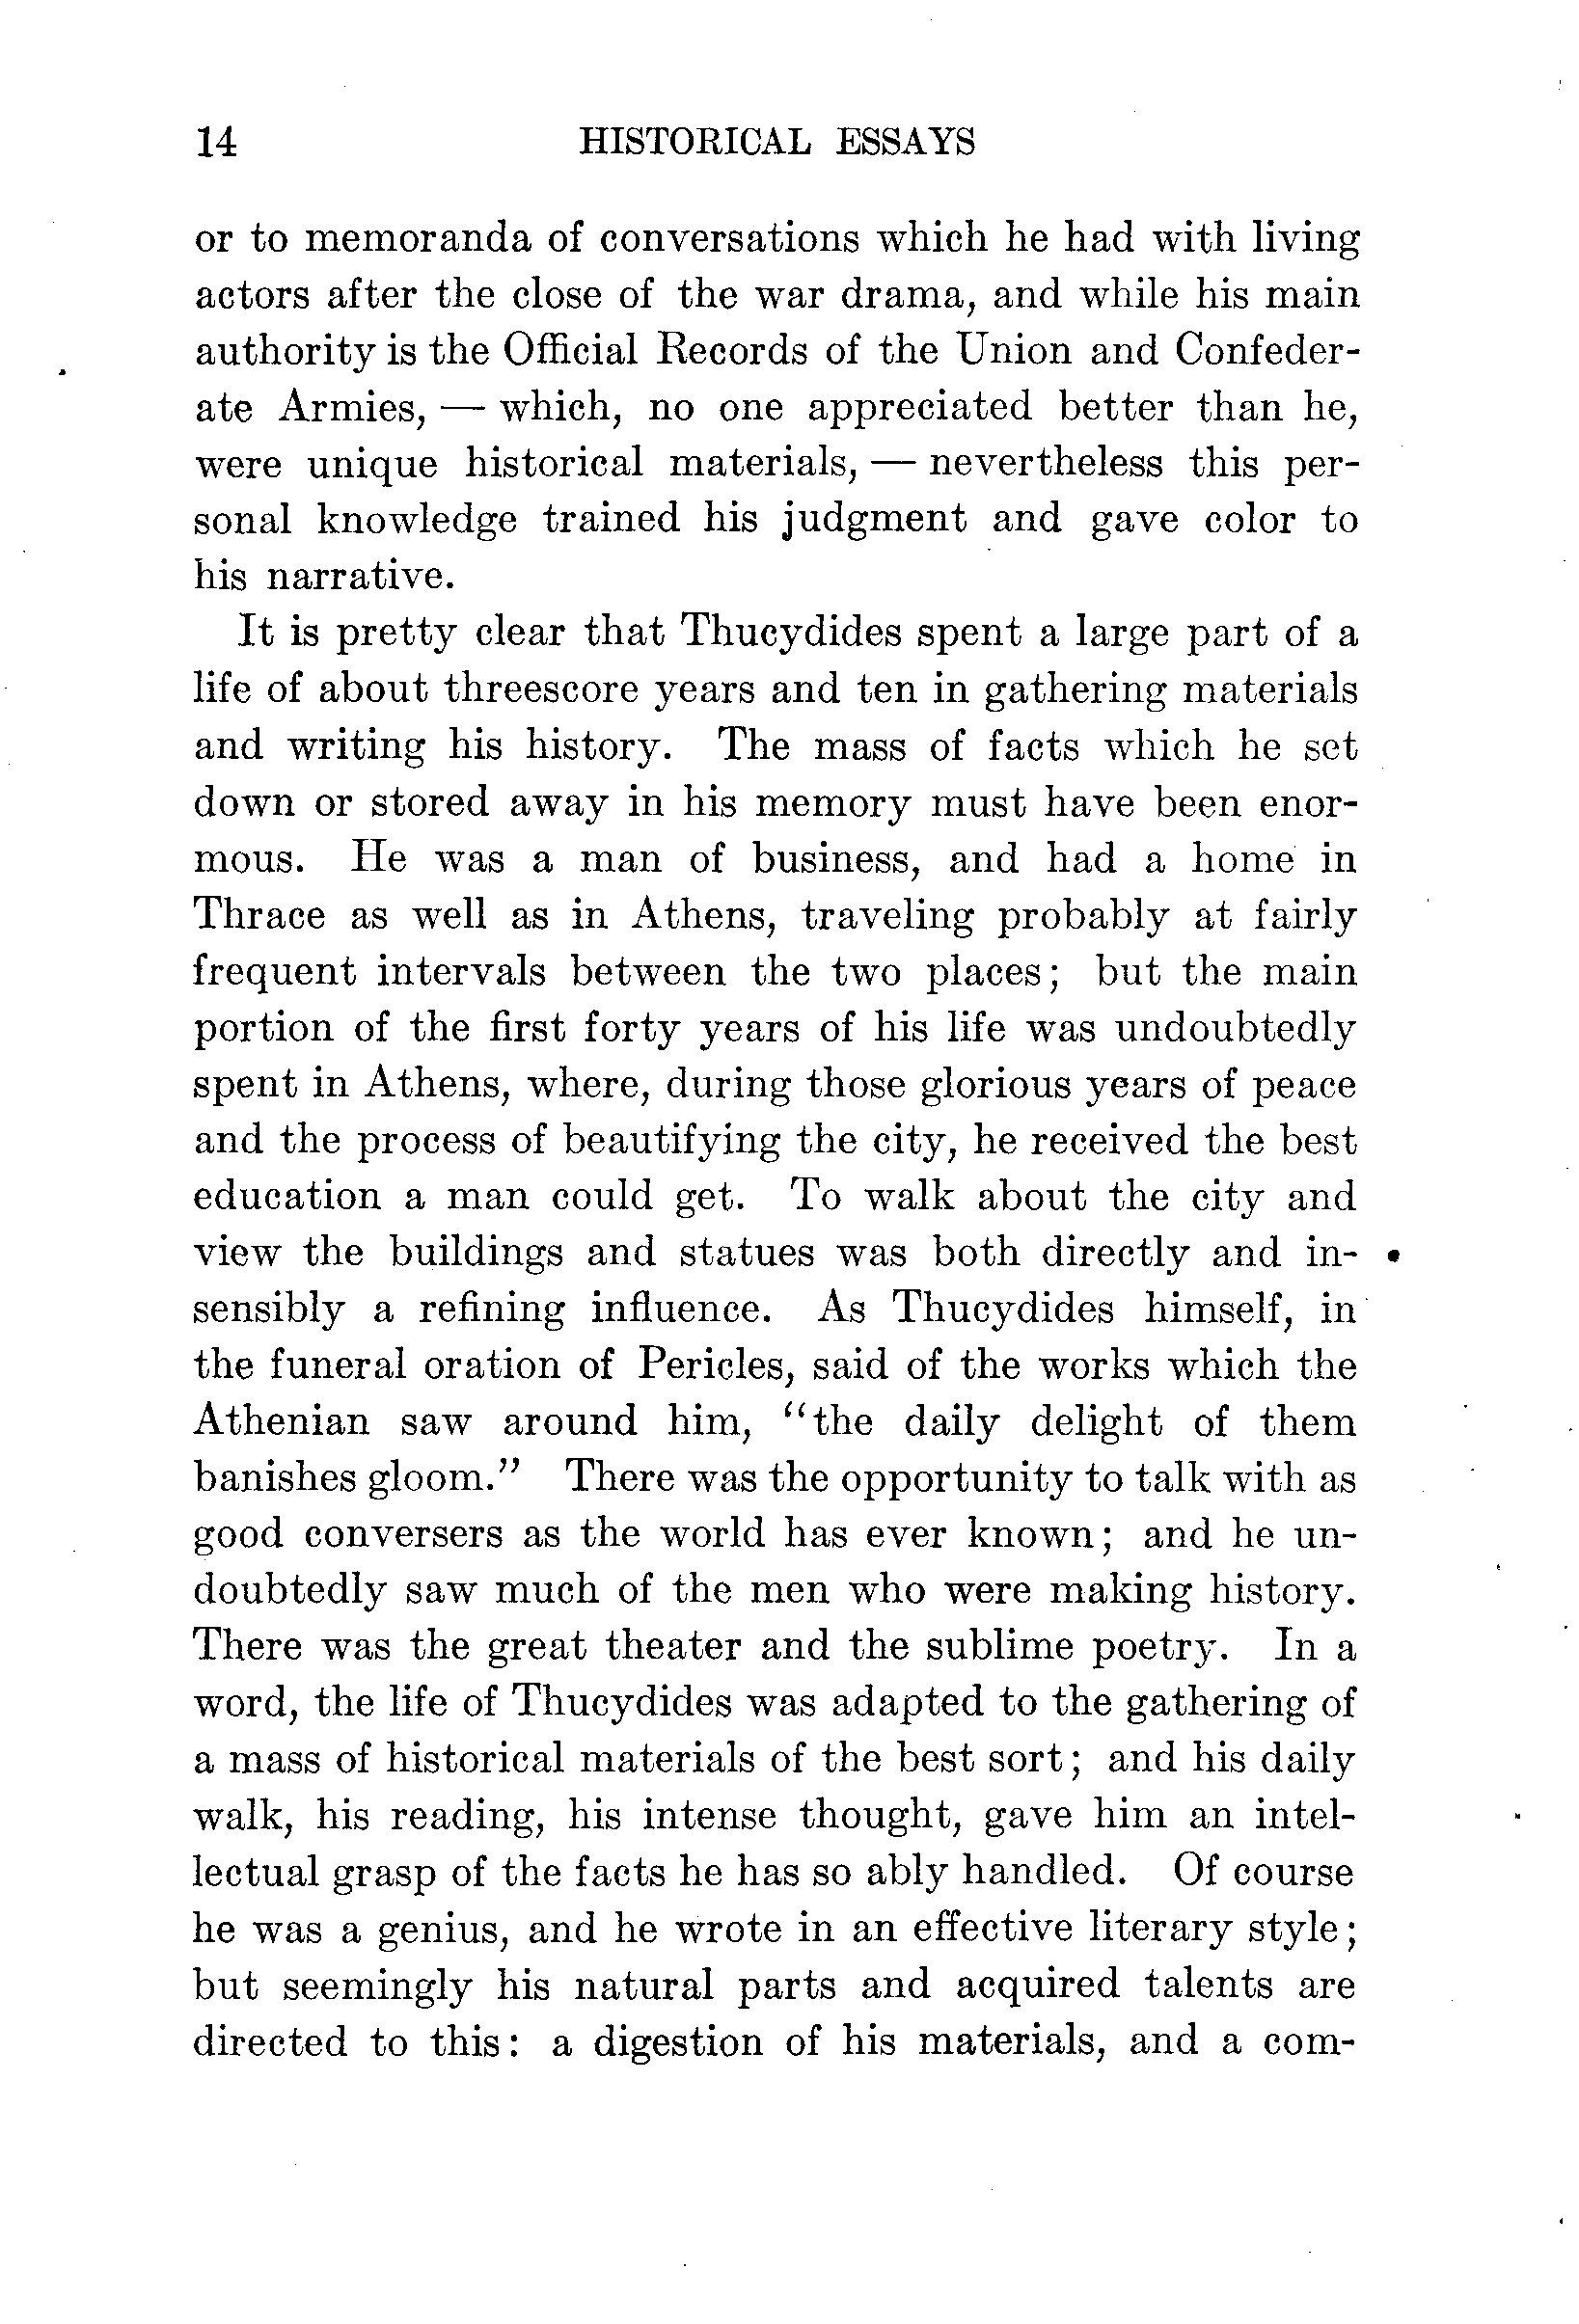 14 HISTORICAL ESSAYS
or to memoranda of conversations which he had with living
actors after the close of the war drama, and while his main
authority is the Official Records of the Union and Confeder-
ate Armies, — which, no one appreciated better than he,
were unique historical materials, — nevertheless this per-
sonal knowledge trained his judgment and gave color to
his narrative.
It is pretty clear that Thucydides spent a large part of a
life of about threescore years and ten in gathering materials
and writing his history. The mass of facts which he set
down or stored away in his memory must have been enor-
mous. He was a man of business, and had a home in
Thrace as well as in Athens, traveling probably at fairly
frequent intervals between the two places; but the main
portion of the first forty years of his life was undoubtedly
spent in Athens, where, during those glorious years of peace
and the process of beautifying the city, he received the best
education a man could get. To walk about the city and
view the buildings and statues was both directly and in-
sensibly a refining influence. As Thucydides himself, in
the funeral oration of Pericles, said of the works which the
Athenian saw around him, "the daily delight of them
banishes gloom." There was the opportunity to talk with as
good conversers as the world has ever known; and he un-
doubtedly saw much of the men who were making history.
There was the great theater and the sublime poetry. In a
word, the life of Thucydides was adapted to the gathering of
a mass of historical materials of the best sort; and his daily
walk, his reading, his intense thought, gave him an intel-
lectual grasp of the facts he has so ably handled. Of course
he was a genius, and he wrote in an effective literary style;
but seemingly his natural parts and acquired talents are
directed to this: a digestion of his materials, and a com-